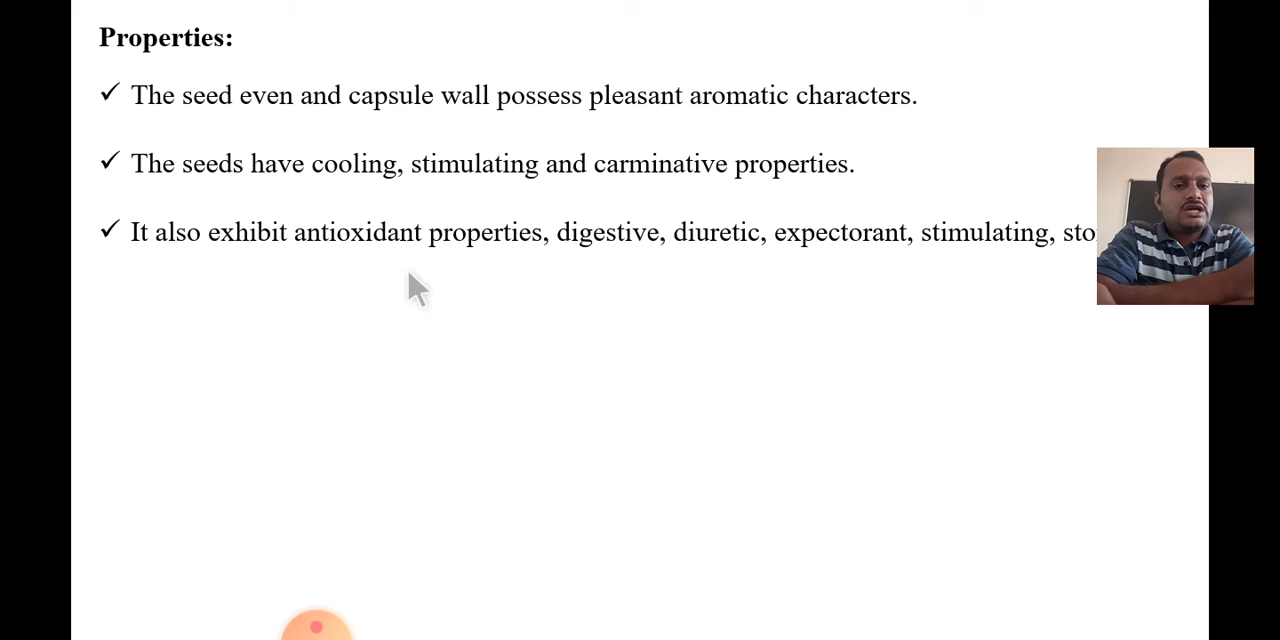 Properties:
✓ The seed even and capsule wall possess pleasant aromatic characters.
✓ The seeds have cooling, stimulating and carminative properties.
✓ It also exhibit antioxidant properties, digestive, diuretic, expectorant, stimulating,